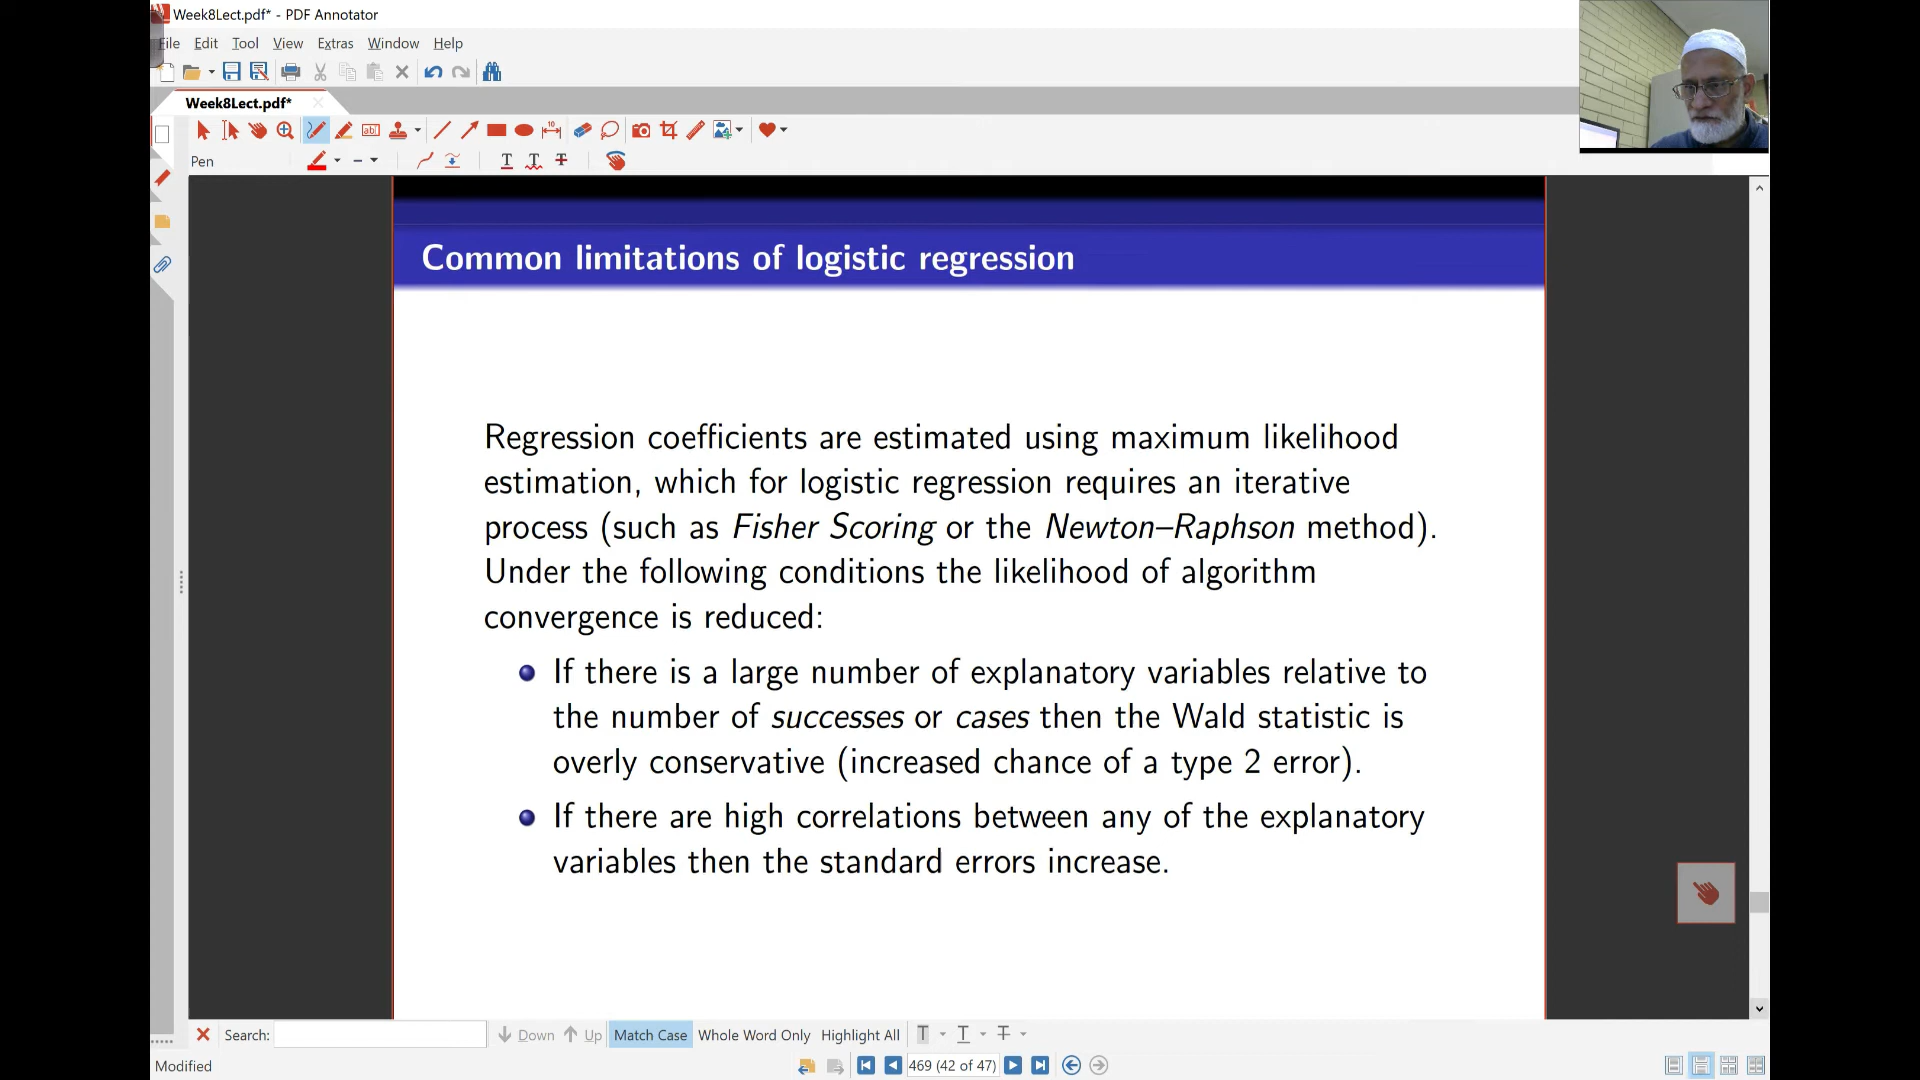 Week8Lect.pdf* - PDF Annotator
File Edit Tool View Extras Window Help
Week8Lect.pdf*
Pen
Common limitations of logistic regression
Regression coefficients are estimated using maximum likelihood
estimation, which for logistic regression requires an iterative
process (such as Fisher Scoring or the Newton–Raphson method).
Under the following conditions the likelihood of algorithm
convergence is reduced:
If there is a large number of explanatory variables relative to
the number of successes or cases then the Wald statistic is
overly conservative (increased chance of a type 2 error).
If there are high correlations between any of the explanatory
variables then the standard errors increase.
Search: Down Up Match Case Whole Word Only Highlight All
Modified 469 (42 of 47)